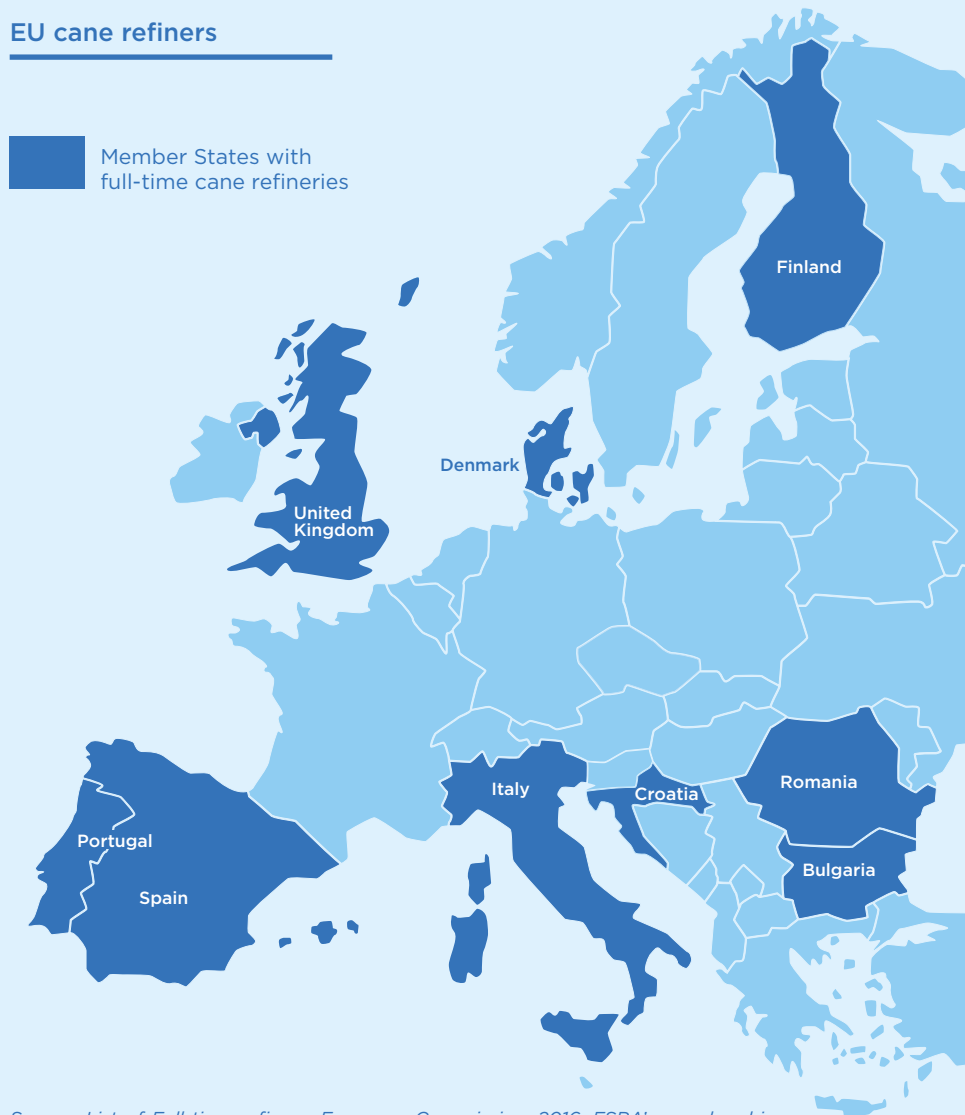 EU cane refiners
Member States with
full-time cane refineries
Finland
Denmark
United
Kingdom
Italy
Croatia
Romania
Portugal
Bulgaria
Spain